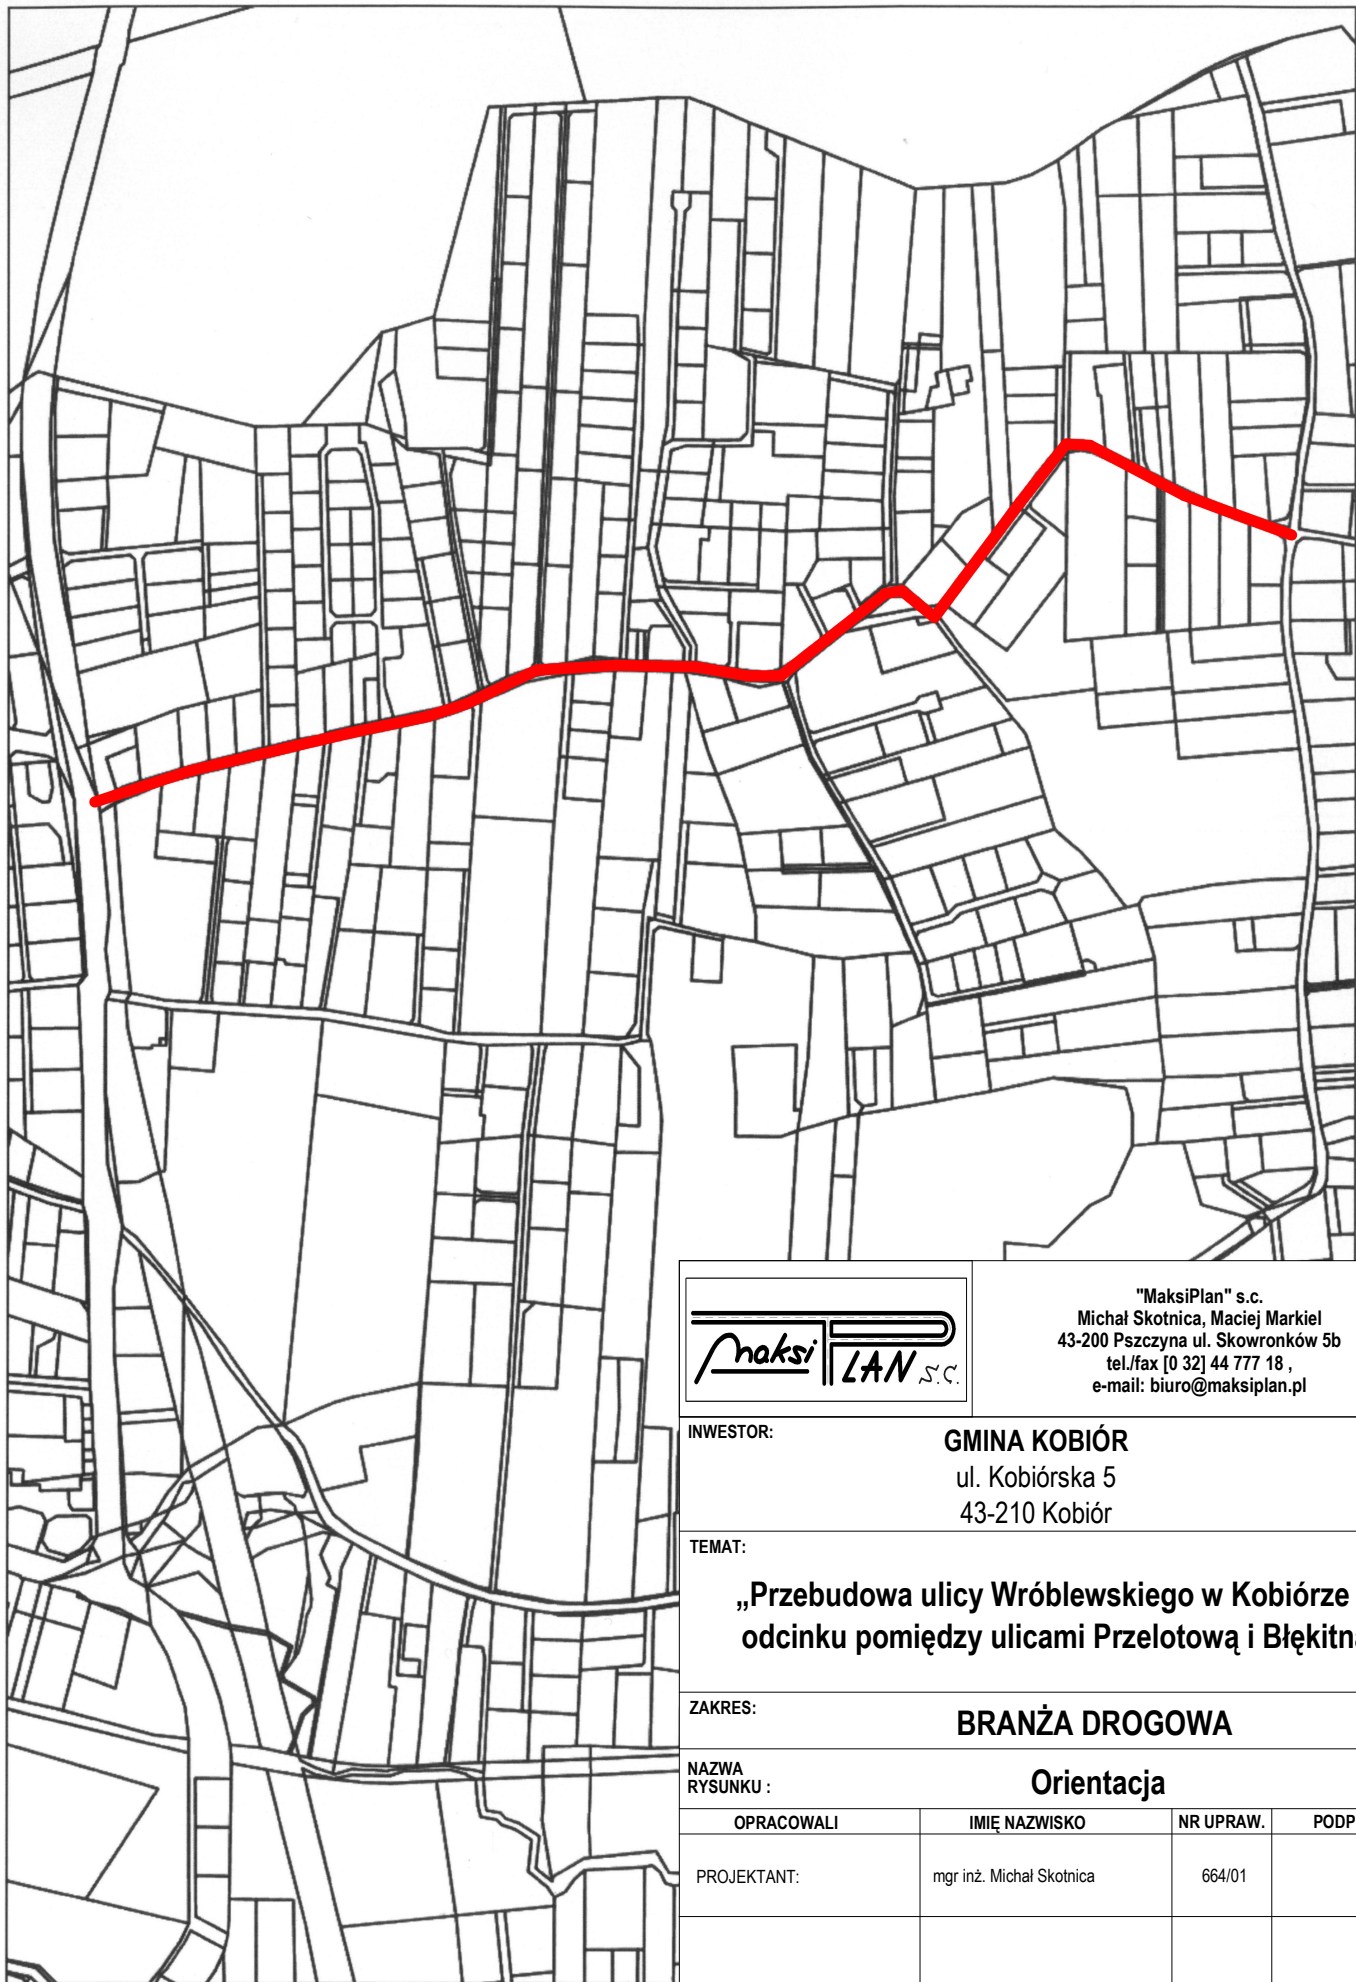 maksi PLAN s.c.
"MaksiPlan" s.c.
Michał Skotnica, Maciej Markiel
43-200 Pszczyna ul. Skowronków 5b
tel./fax [0 32] 44 777 18 ,
e-mail: biuro@maksiplan.pl
INWESTOR:
GMINA KOBIÓR
ul. Kobiórska 5
43-210 Kobiór
TEMAT:
„Przebudowa ulicy Wróblewskiego w Kobiórze
odcinku pomiędzy ulicami Przelotową i Błękitn
ZAKRES:
BRANŻA DROGOWA
NAZWA
RYSUNKU :
Orientacja
OPRACOWALI IMIĘ NAZWISKO NR UPRAW. PODP
PROJEKTANT: mgr inż. Michał Skotnica 664/01